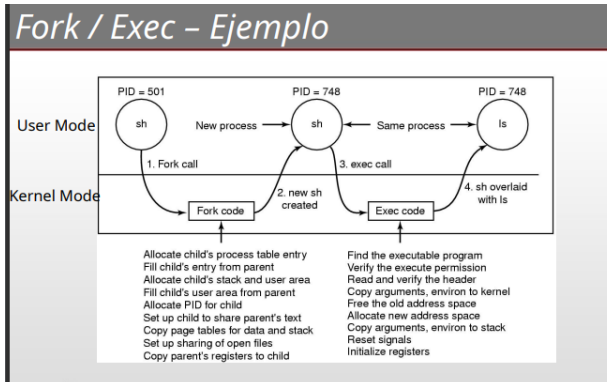 Fork / Exec – Ejemplo
PID = 501
PID = 748
PID = 748
User Mode
sh
New process
sh
Same process
ls
1. Fork call
3. exec call
Kernel Mode
2. new sh
created
4. sh overlaid
with ls
Fork code
Exec code
Allocate child's process table entry
Fill child's entry from parent
Allocate child's stack and user area
Fill child's user area from parent
Allocate PID for child
Set up child to share parent's text
Copy page tables for data and stack
Set up sharing of open files
Copy parent's registers to child
Find the executable program
Verify the execute permission
Read and verify the header
Copy arguments, environ to kernel
Free the old address space
Allocate new address space
Copy arguments, environ to stack
Reset signals
Initialize registers